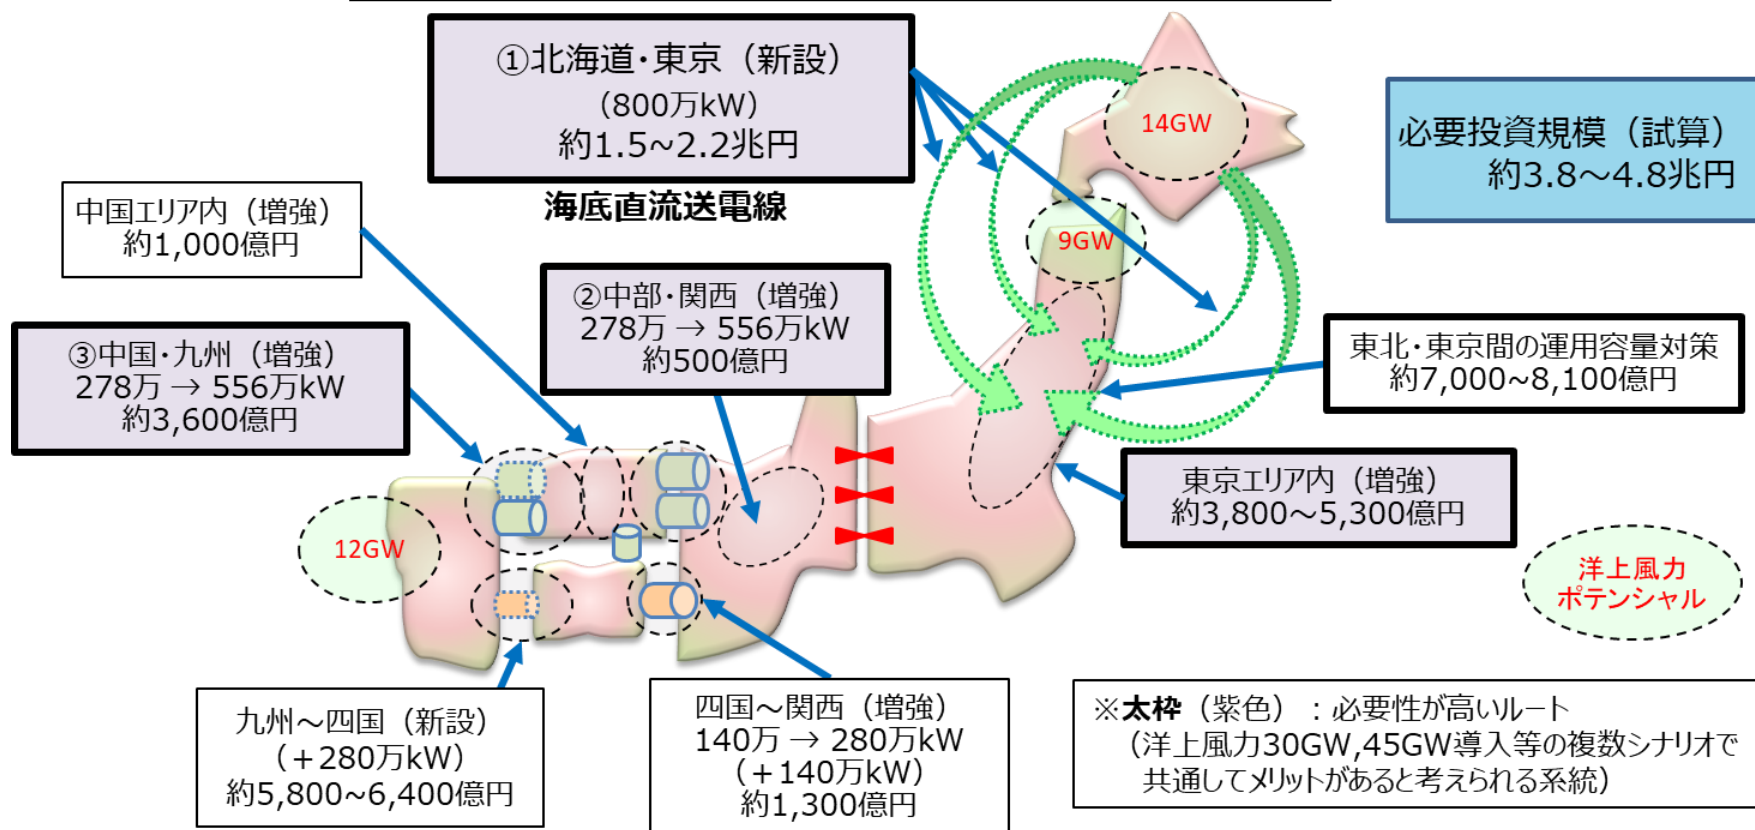 ①北海道･東京（新設）
（800万kW）
約1.5~2.2兆円
海底直流送電線
14GW
9GW
必要投資規模（試算）
約3.8～4.8兆円
中国エリア内（増強）
約1,000億円
②中部･関西（増強）
278万 → 556万kW
約500億円
③中国･九州（増強）
278万 → 556万kW
約3,600億円
東北・東京間の運用容量対策
約7,000~8,100億円
東京エリア内（増強）
約3,800～5,300億円
12GW
洋上風力
ポテンシャル
九州～四国（新設）
（＋280万kW）
約5,800~6,400億円
四国～関西（増強）
140万 → 280万kW
（＋140万kW）
約1,300億円
※太枠（紫色）：必要性が高いルート
（洋上風力30GW,45GW導入等の複数シナリオで
共通してメリットがあると考えられる系統）